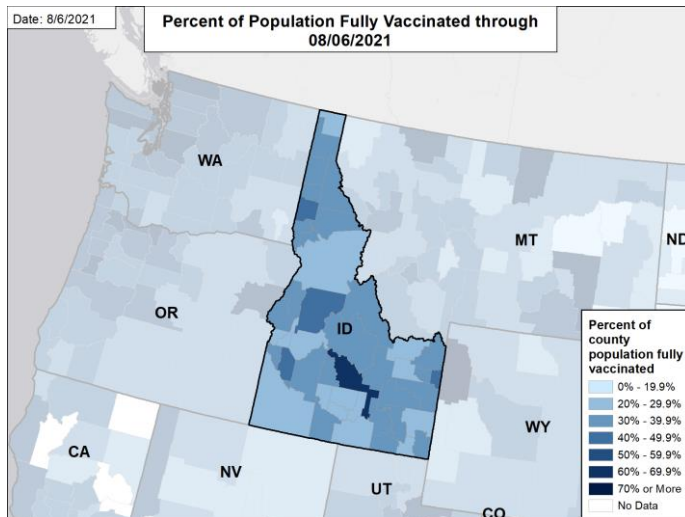 Date: 8/6/2021
Percent of Population Fully Vaccinated through
08/06/2021
WA
MT
ND
OR
ID
WY
CA
NV
UT
CO
Percent of
county
population fully
vaccinated
0% - 19.9%
20% - 29.9%
30% - 39.9%
40% - 49.9%
50% - 59.9%
60% - 69.9%
70% or More
No Data